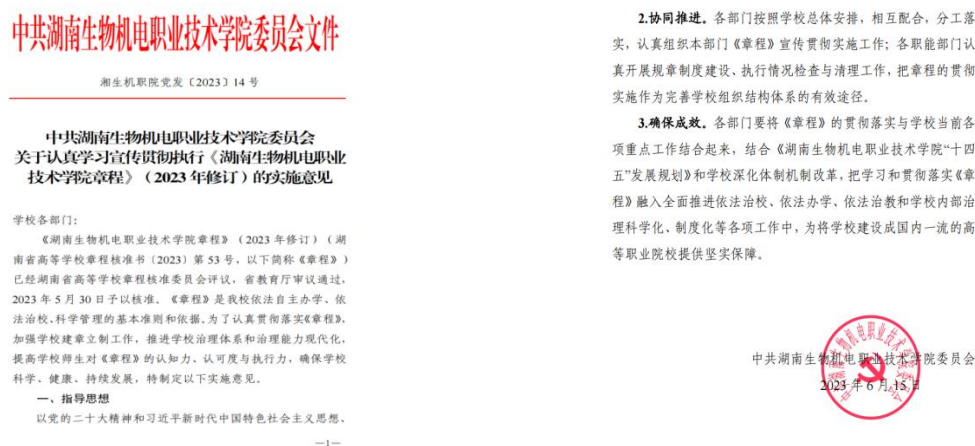 中共湖南生物机电职业技术学院委员会文件
湘生机职院党发〔2023〕14 号
中共湖南生物机电职业技术学院委员会
关于认真学习宣传贯彻执行《湖南生物机电职业
技术学院章程》（2023 年修订）的实施意见
学校各部门：
《湖南生物机电职业技术学院章程》（2023 年修订）（湖
南省高等学校章程核准书〔2023〕第 53 号，以下简称《章程》）
已经湖南省高等学校章程核准委员会评议，省教育厅审议通过，
2023 年 5 月 30 日予以核准。《章程》是我校依法自主办学、依
法治校、科学管理的基本准则和依据。为了认真贯彻落实《章程》，
加强学校建章立制工作，推进学校治理体系和治理能力现代化，
提高学校师生对《章程》的认知力、认可度与执行力，确保学校
科学、健康、持续发展，特制定以下实施意见。
一、指导思想
以党的二十大精神和习近平新时代中国特色社会主义思想、
—1—
2.协同推进。各部门按照学校总体安排，相互配合，分工落
实，认真组织本部门《章程》宣传贯彻实施工作；各职能部门认
真开展规章制度建设、执行情况检查与清理工作，把章程的贯彻
实施作为完善学校组织结构体系的有效途径。
3.确保成效。各部门要将《章程》的贯彻落实与学校当前各
项重点工作结合起来，结合《湖南生物机电职业技术学院“十四
五”发展规划》和学校深化体制机制改革，把学习和贯彻落实《章
程》融入全面推进依法治校、依法办学、依法治教和学校内部治
理科学化、制度化等各项工作中，为将学校建设成国内一流的高
等职业院校提供坚实保障。
中共湖南生物机电职业技术学院委员会
2023 年 6 月 15 日